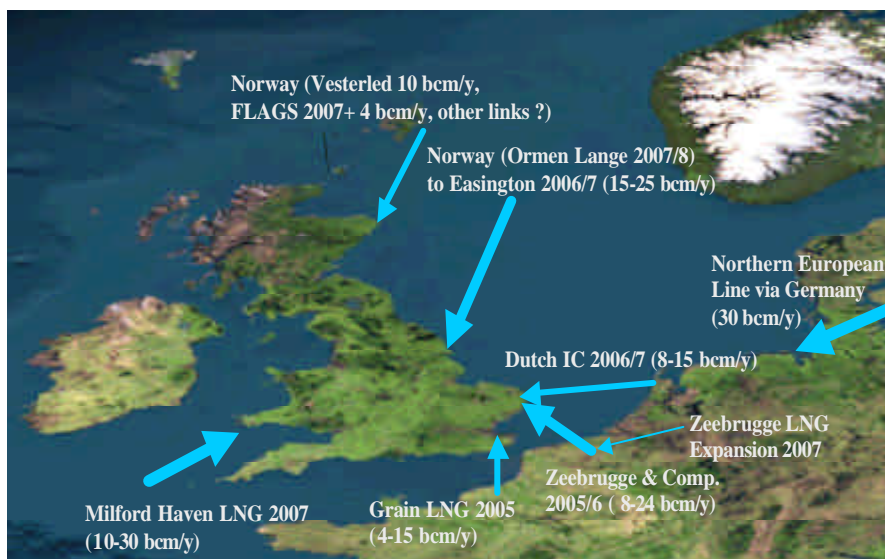 Norway (Vesterled 10 bcm/y,
FLAGS 2007+ 4 bcm/y, other links ?)
Norway (Ormen Lange 2007/8)
to Easington 2006/7 (15-25 bcm/y)
Northern European
Line via Germany
(30 bcm/y)
Dutch IC 2006/7 (8-15 bcm/y)
Zeebrugge LNG
Expansion 2007
Zeebrugge & Comp.
2005/6 ( 8-24 bcm/y)
Grain LNG 2005
(4-15 bcm/y)
Milford Haven LNG 2007
(10-30 bcm/y)